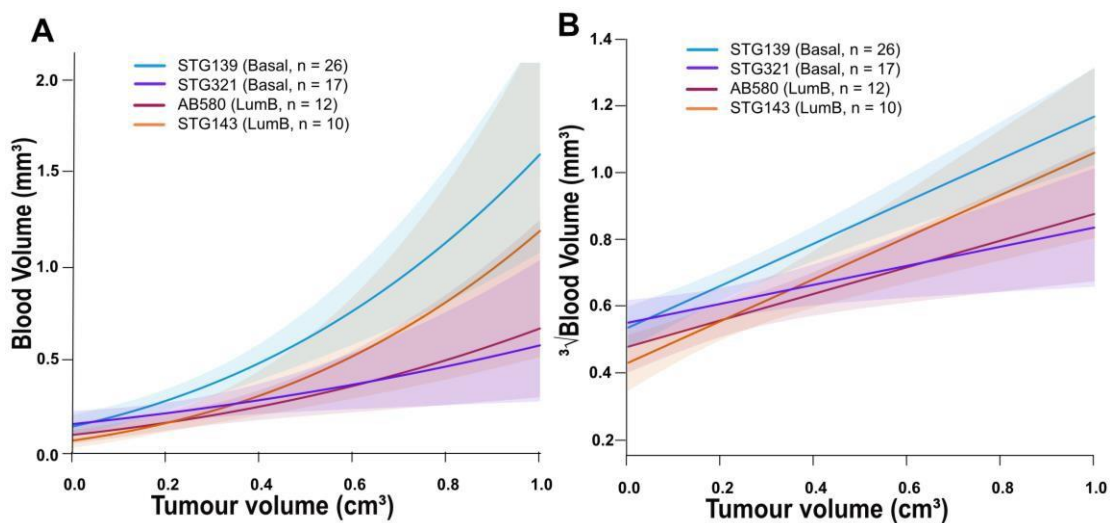 A
STG139 (Basal, n = 26)
STG321 (Basal, n = 17)
AB580 (LumB, n = 12)
STG143 (LumB, n = 10)
Blood Volume (mm³)
2.0
1.5
1.0
0.5
0.0
0.0 0.2 0.4 0.6 0.8 1.0
Tumour volume (cm³)
B
STG139 (Basal, n = 26)
STG321 (Basal, n = 17)
AB580 (LumB, n = 12)
STG143 (LumB, n = 10)
³√Blood Volume (mm³)
1.4
1.2
1.0
0.8
0.6
0.4
0.2
0.0 0.2 0.4 0.6 0.8 1.0
Tumour volume (cm³)